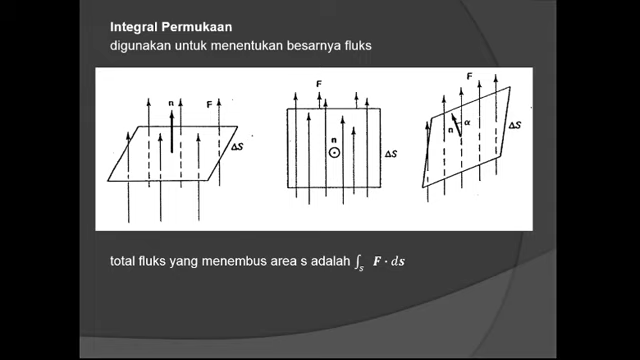 Integral Permukaan
digunakan untuk menentukan besarnya fluks
n F ΔS
F n ΔS
F n α ΔS
total fluks yang menembus area s adalah ∫ₛ F · ds